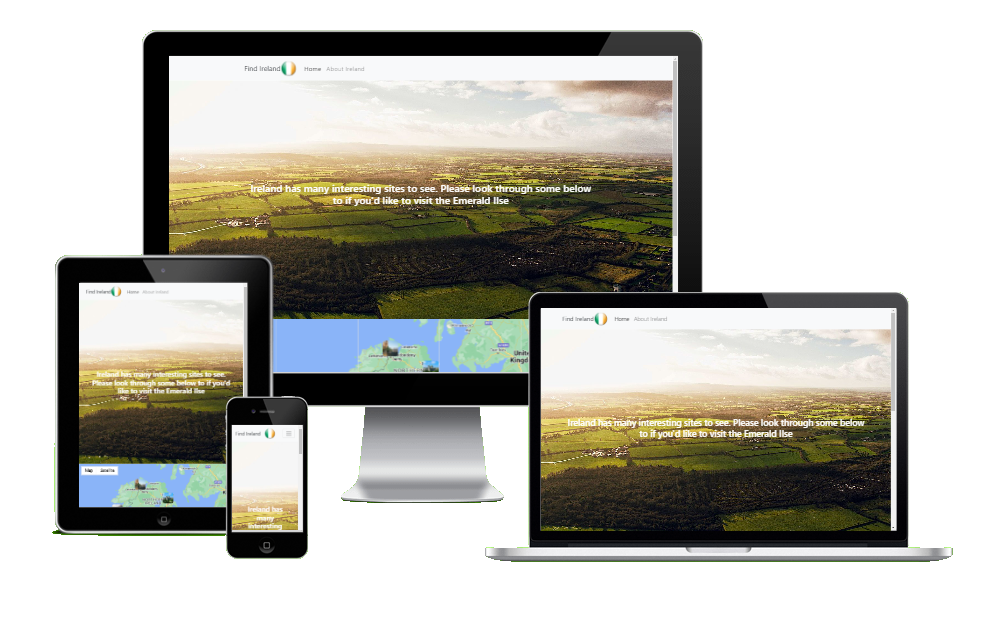 Find Ireland Home About Ireland
Ireland has many interesting sites to see. Please look through some below
to if you'd like to visit the Emerald Ilse
United
Kingd
Find Ireland Home About Ireland
Ireland has many interesting sites to see.
Please look through some below to if you'd
like to visit the Emerald Ilse
Map Satellite
Find Ireland
Ireland has
many
interesting
Find Ireland Home About Ireland
Ireland has many interesting sites to see. Please look through some below
to if you'd like to visit the Emerald Ilse